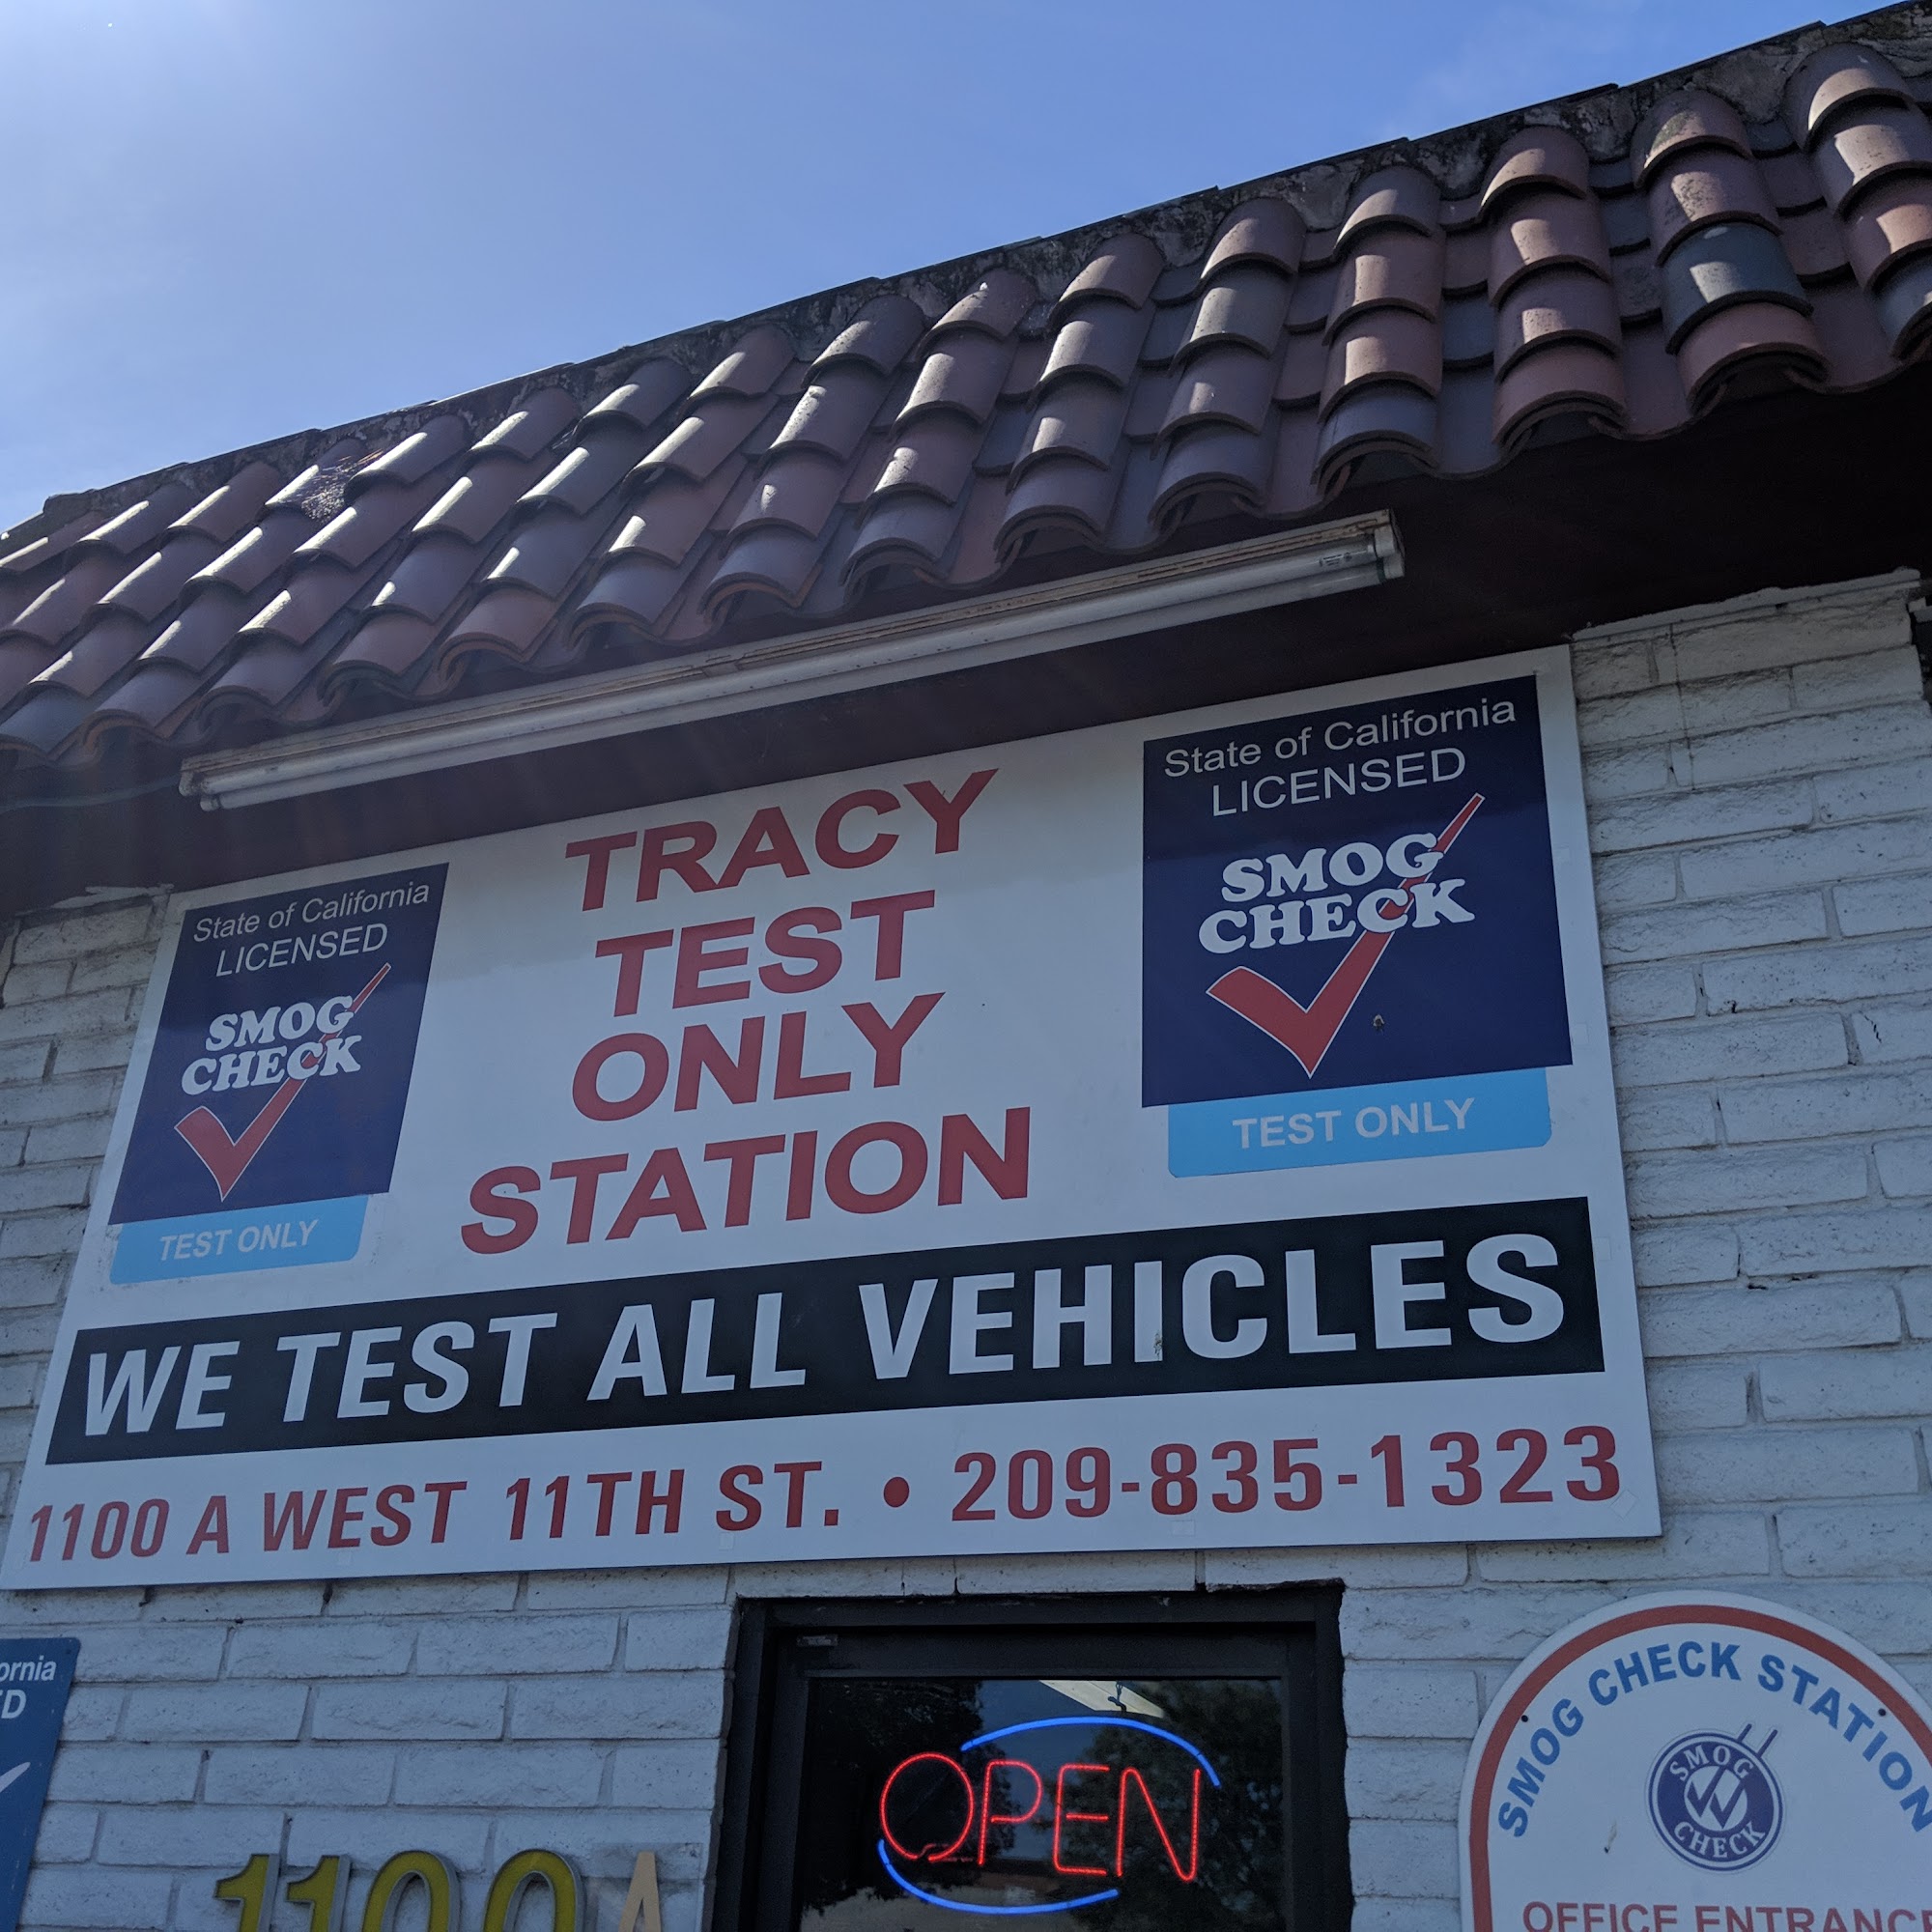 State of California
LICENSED
SMOG
CHECK
TEST ONLY
TRACY
TEST
ONLY
STATION
State of California
LICENSED
SMOG
CHECK
TEST ONLY
WE TEST ALL VEHICLES
1100 A WEST 11TH ST. • 209-835-1323
ornia
D
OPEN
1100 A
SMOG CHECK STATION
SMOG
CHECK
OFFICE ENTRANCE